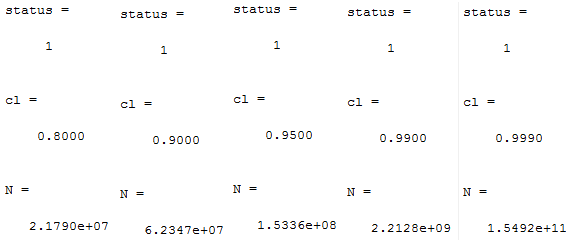 status =
1
cl =
0.8000
N =
2.1790e+07
status =
1
cl =
0.9000
N =
6.2347e+07
status =
1
cl =
0.9500
N =
1.5336e+08
status =
1
cl =
0.9900
N =
2.2128e+09
status =
1
cl =
0.9990
N =
1.5492e+11